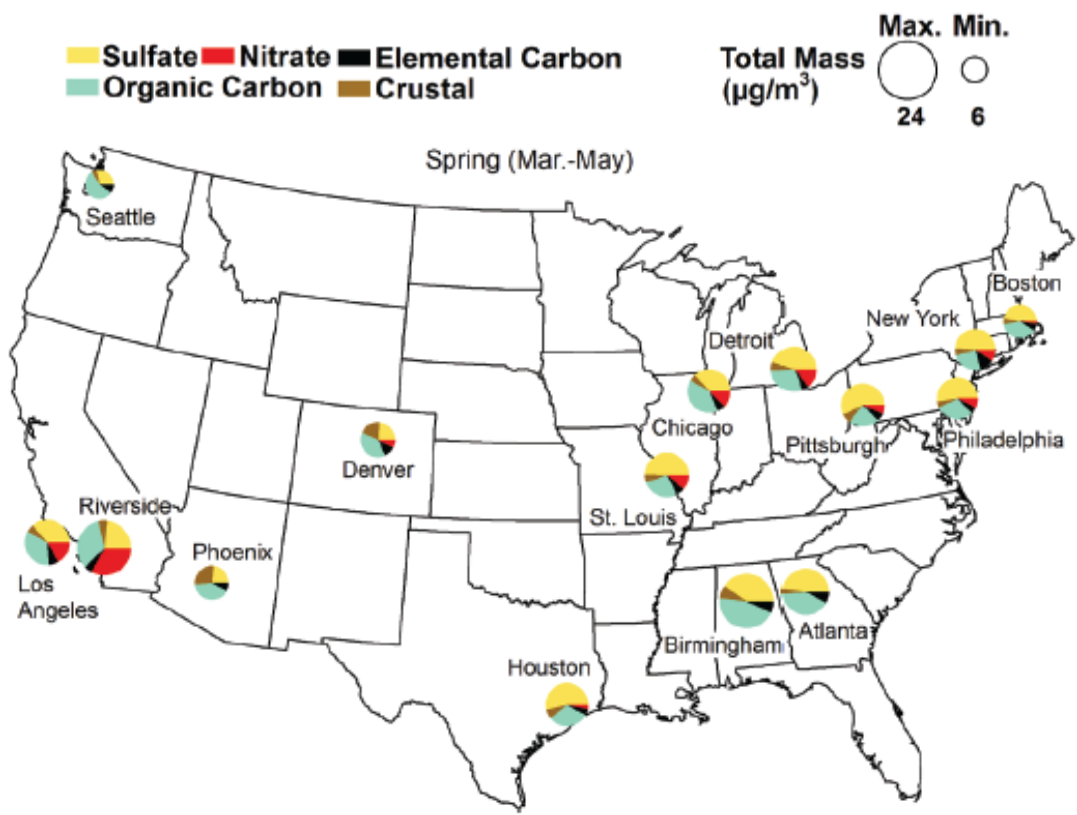 Max. Min.
Sulfate Nitrate Elemental Carbon
Total Mass
Organic Carbon Crustal
(µg/m³)
24 6
Spring (Mar.-May)
Seattle
Boston
New York
Detroit
Chicago
Pittsburgh
Philadelphia
Denver
Riverside
St. Louis
Phoenix
Los
Angeles
Atlanta
Birmingham
Houston